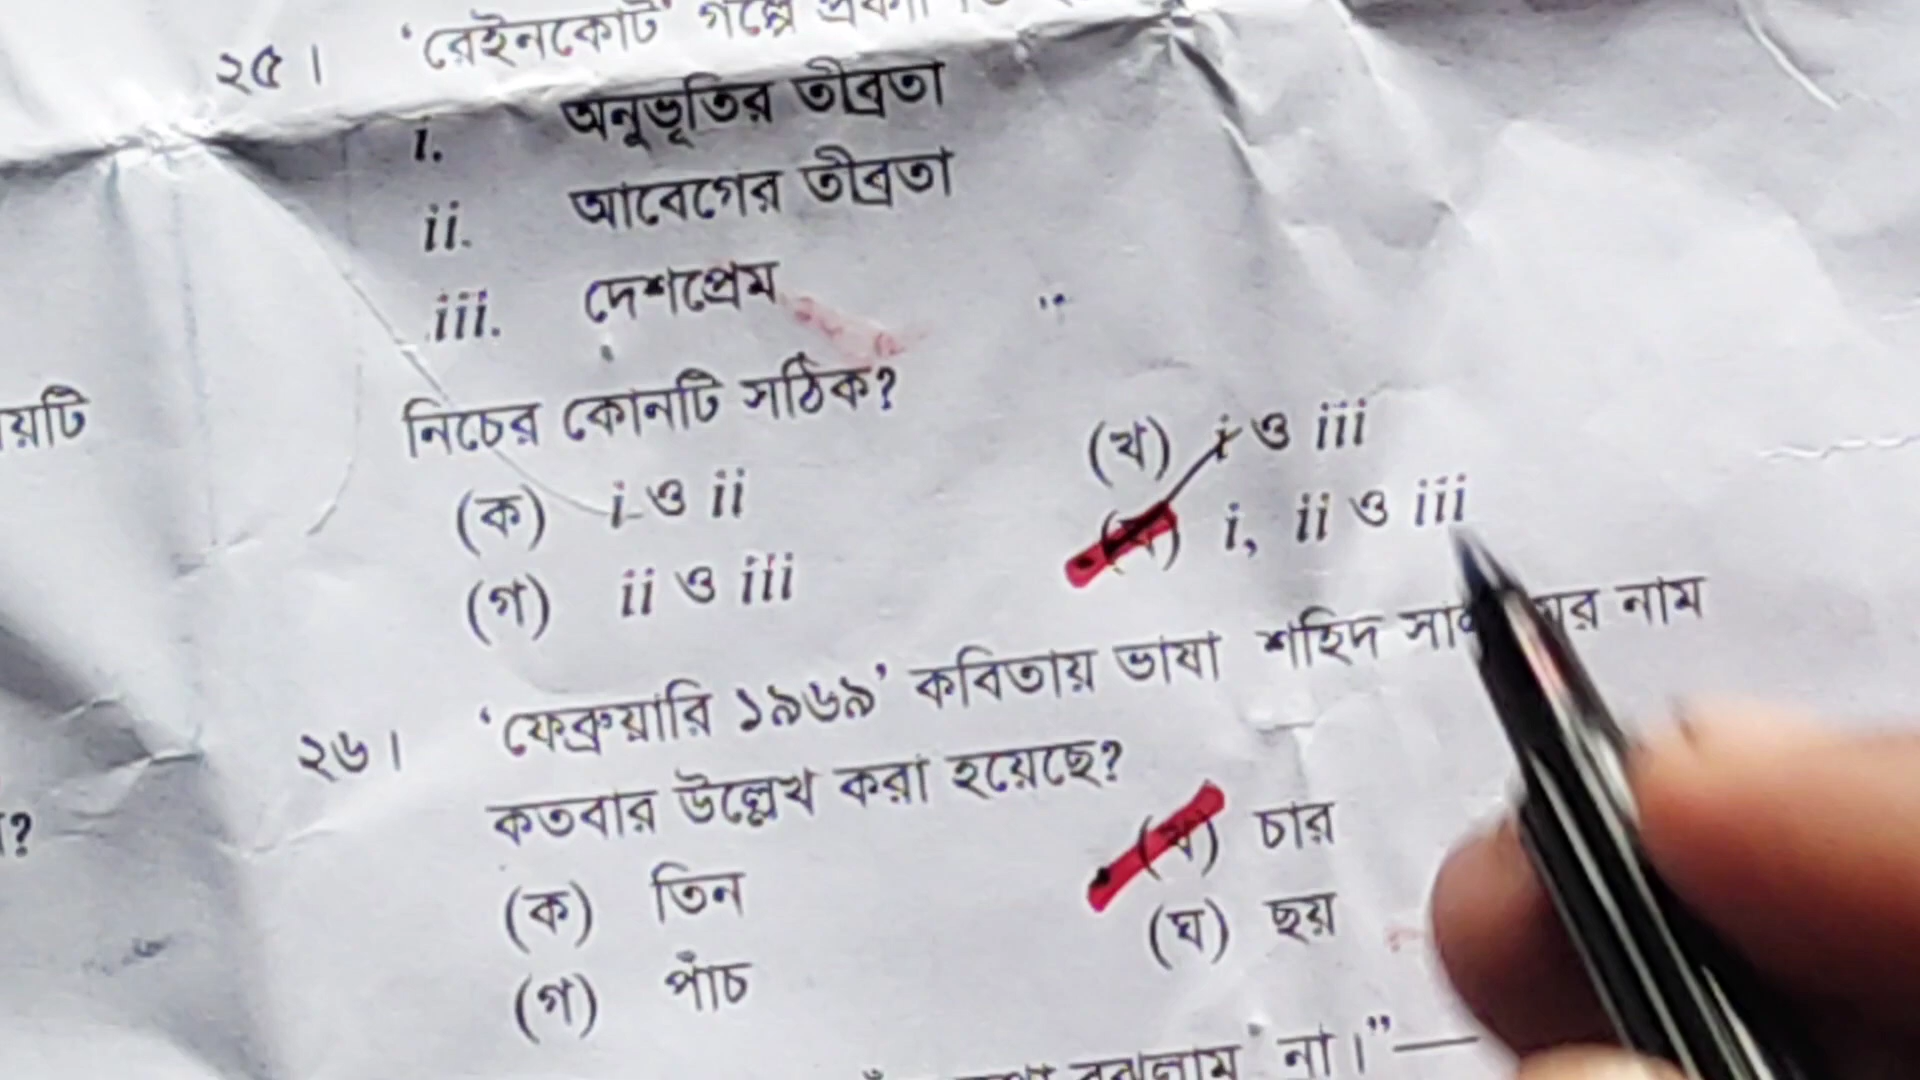 ২৫। ‘রেইনকোট’ গল্পে
i. অনুভূতির তীব্রতা
ii. আবেগের তীব্রতা
iii. দেশপ্রেম
নিচের কোনটি সঠিক?
(ক) i ও ii (খ) i ও iii
(গ) ii ও iii (ঘ) i, ii ও iii
২৬। ‘ফেব্রুয়ারি ১৯৬৯’ কবিতায় ভাষা শহিদ নাম
কতবার উল্লেখ করা হয়েছে?
(ক) তিন (খ) চার
(গ) পাঁচ (ঘ) ছয়
না।”—
য়টি
?